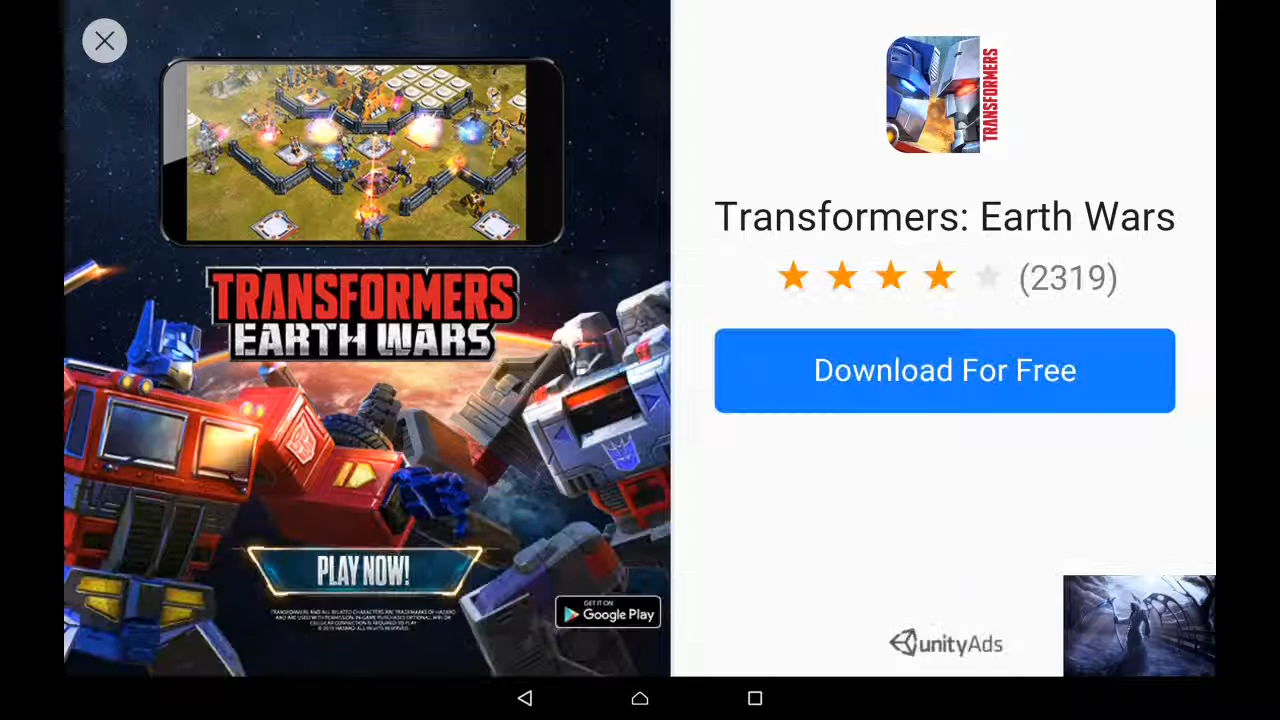 TRANSFORMERS
EARTH WARS
PLAY NOW!
GET IT ON
Google Play
TRANSFORMERS
Transformers: Earth Wars
(2319)
Download For Free
unityAds